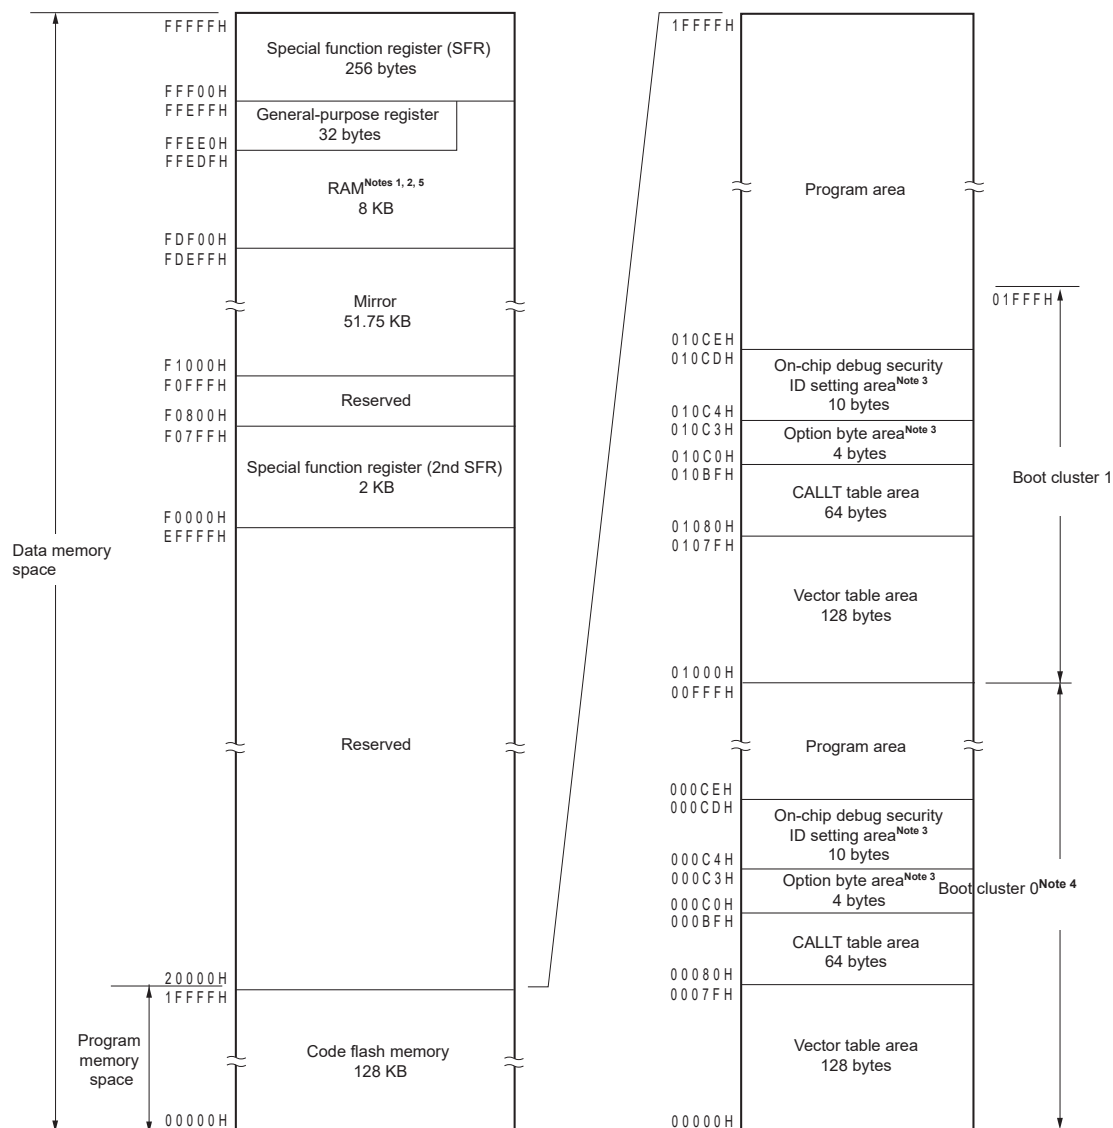 FFFFFH
Special function register (SFR)
256 bytes
FFF00H
FFEFFH
General-purpose register
32 bytes
FFEE0H
FFEDFH
RAMNotes 1, 2, 5
8 KB
FDF00H
FDEFFH
Mirror
51.75 KB
F1000H
F0FFFH
Reserved
F0800H
F07FFH
Special function register (2nd SFR)
2 KB
F0000H
EFFFFH
Data memory
space
Reserved
20000H
1FFFFH
Program
memory
space
Code flash memory
128 KB
00000H
1FFFFH
Program area
01FFFH
010CEH
010CDH
On-chip debug security
ID setting areaNote 3
10 bytes
010C4H
010C3H
Option byte areaNote 3
4 bytes
010C0H
010BFH
Boot cluster 1
CALLT table area
64 bytes
01080H
0107FH
Vector table area
128 bytes
01000H
00FFFH
Program area
000CEH
000CDH
On-chip debug security
ID setting areaNote 3
10 bytes
000C4H
000C3H
Option byte areaNote 3
4 bytes
Boot cluster 0Note 4
000C0H
000BFH
CALLT table area
64 bytes
00080H
0007FH
Vector table area
128 bytes
00000H